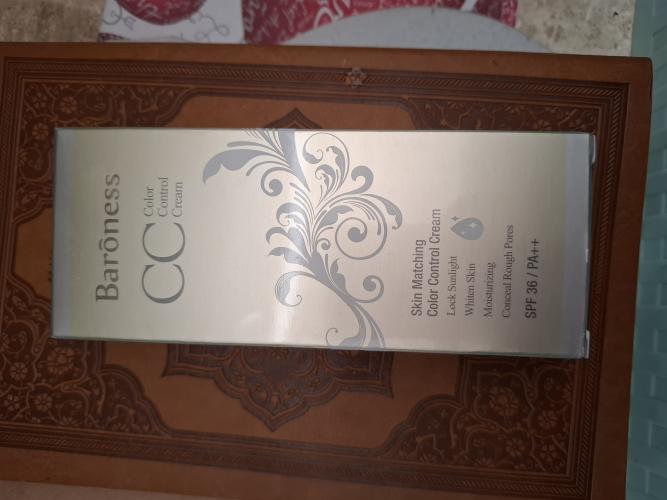 Barôness
CC
Color
Control
Cream
Skin Matching
Color Control Cream
Lock Sunlight
Whiten Skin
Moisturizing
Conceal Rough Pores
SPF 36 / PA++